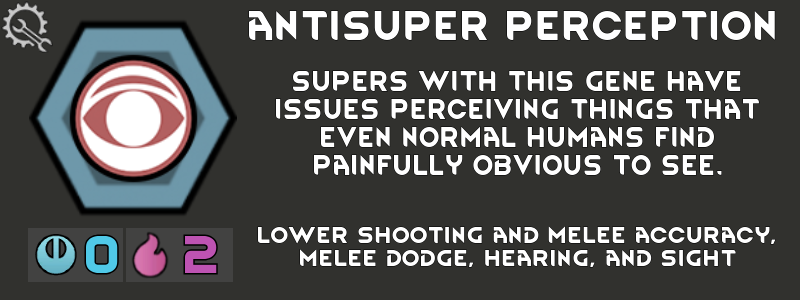 ANTISUPER PERCEPTION
SUPERS WITH THIS GENE HAVE
ISSUES PERCEIVING THINGS THAT
EVEN NORMAL HUMANS FIND
PAINFULLY OBVIOUS TO SEE.
0 2
LOWER SHOOTING AND MELEE ACCURACY,
MELEE DODGE, HEARING, AND SIGHT